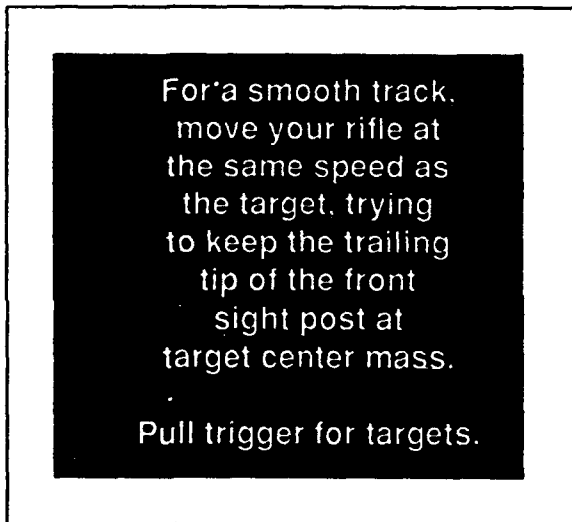 For a smooth track,
move your rifle at
the same speed as
the target, trying
to keep the trailing
tip of the front
sight post at
target center mass.
Pull trigger for targets.